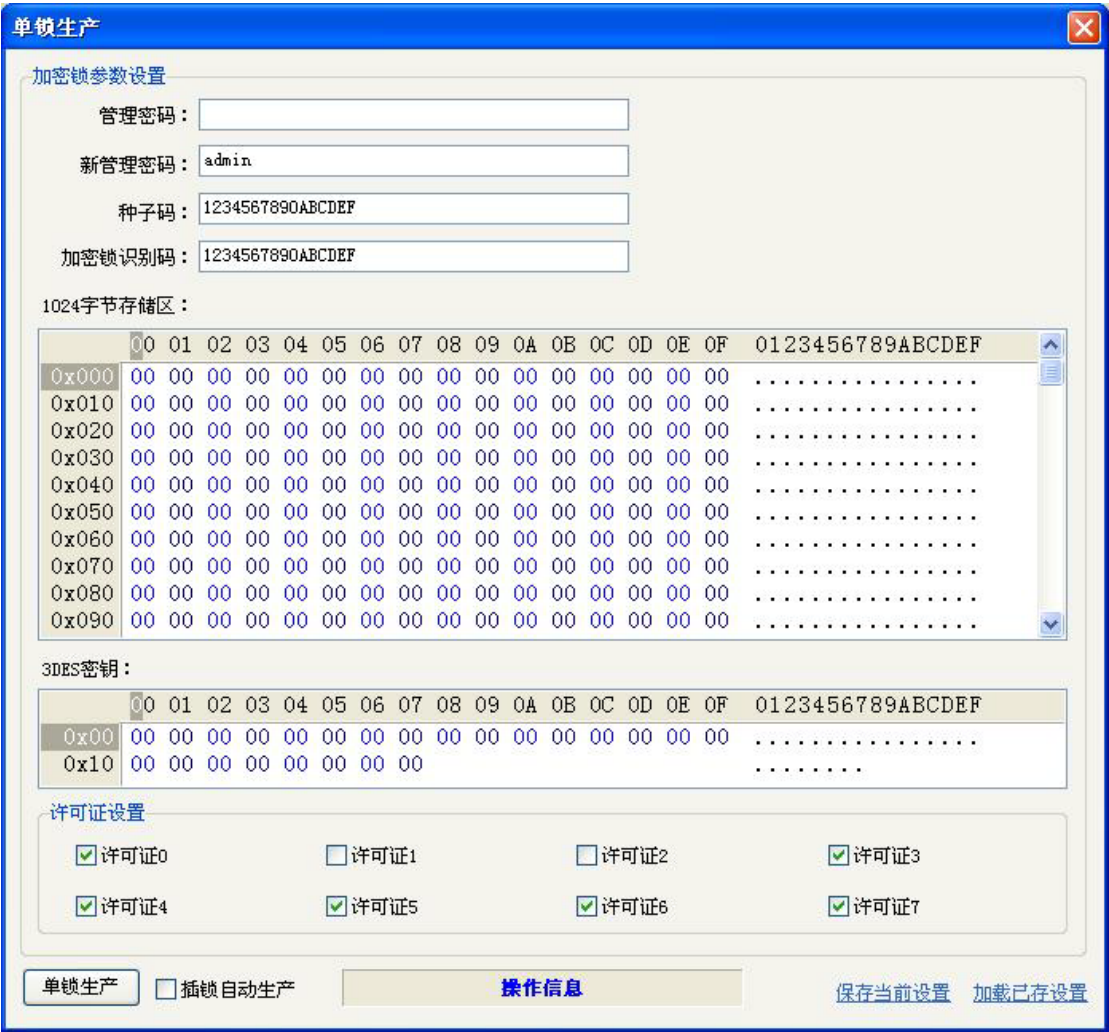 单锁生产
加密锁参数设置
管理密码：
新管理密码： admin
种子码： 1234567890ABCDEF
加密锁识别码： 1234567890ABCDEF
1024字节存储区：
00 01 02 03 04 05 06 07 08 09 0A 0B 0C 0D 0E 0F 0123456789ABCDEF
0x000 00 00 00 00 00 00 00 00 00 00 00 00 00 00 00 00 ................
0x010 00 00 00 00 00 00 00 00 00 00 00 00 00 00 00 00 ................
0x020 00 00 00 00 00 00 00 00 00 00 00 00 00 00 00 00 ................
0x030 00 00 00 00 00 00 00 00 00 00 00 00 00 00 00 00 ................
0x040 00 00 00 00 00 00 00 00 00 00 00 00 00 00 00 00 ................
0x050 00 00 00 00 00 00 00 00 00 00 00 00 00 00 00 00 ................
0x060 00 00 00 00 00 00 00 00 00 00 00 00 00 00 00 00 ................
0x070 00 00 00 00 00 00 00 00 00 00 00 00 00 00 00 00 ................
0x080 00 00 00 00 00 00 00 00 00 00 00 00 00 00 00 00 ................
0x090 00 00 00 00 00 00 00 00 00 00 00 00 00 00 00 00 ................
3DES密钥：
00 01 02 03 04 05 06 07 08 09 0A 0B 0C 0D 0E 0F 0123456789ABCDEF
0x00 00 00 00 00 00 00 00 00 00 00 00 00 00 00 00 00 ................
0x10 00 00 00 00 00 00 00 00 ........
许可证设置
许可证0 许可证1 许可证2 许可证3
许可证4 许可证5 许可证6 许可证7
单锁生产 插锁自动生产 操作信息 保存当前设置 加载已存设置